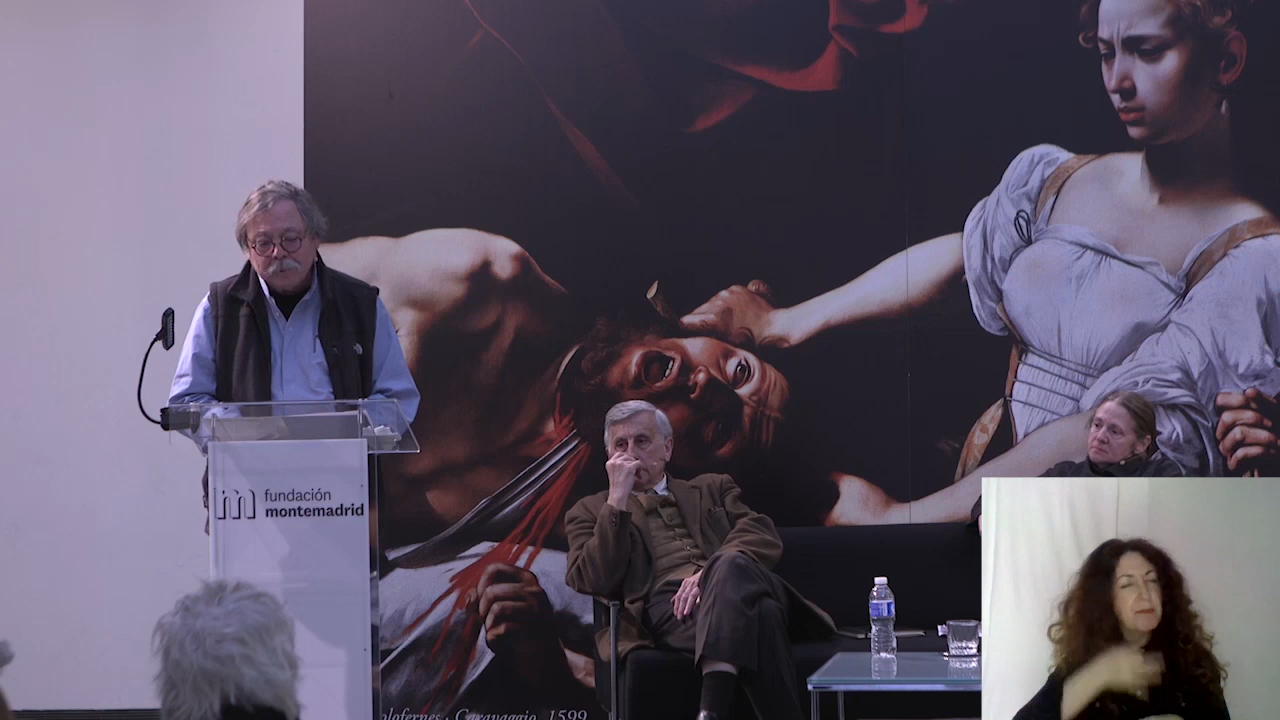 fundación
montemadrid
olofernes · Caravaggio, 1599